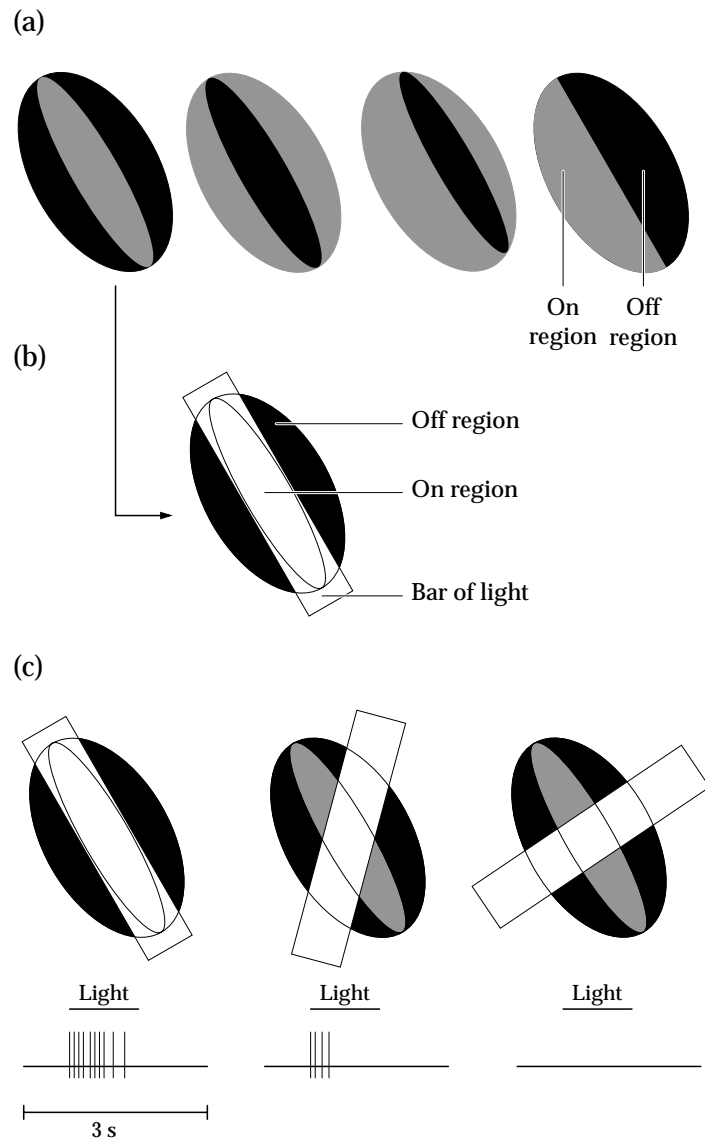 (a)
On
region
Off
region
(b)
Off region
On region
Bar of light
(c)
Light
Light
Light
3 s